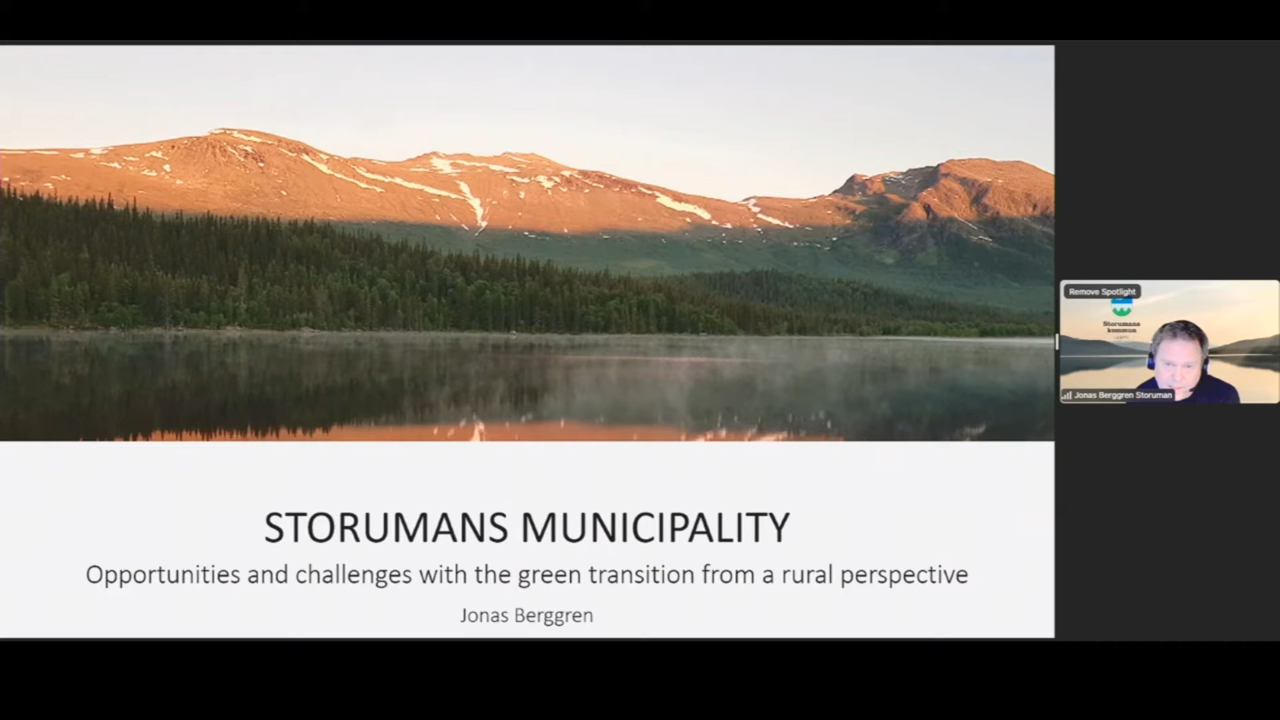 STORUMANS MUNICIPALITY
Opportunities and challenges with the green transition from a rural perspective
Jonas Berggren
Remove Spotlight
Storumans
kommun
Jonas Berggren Storuman